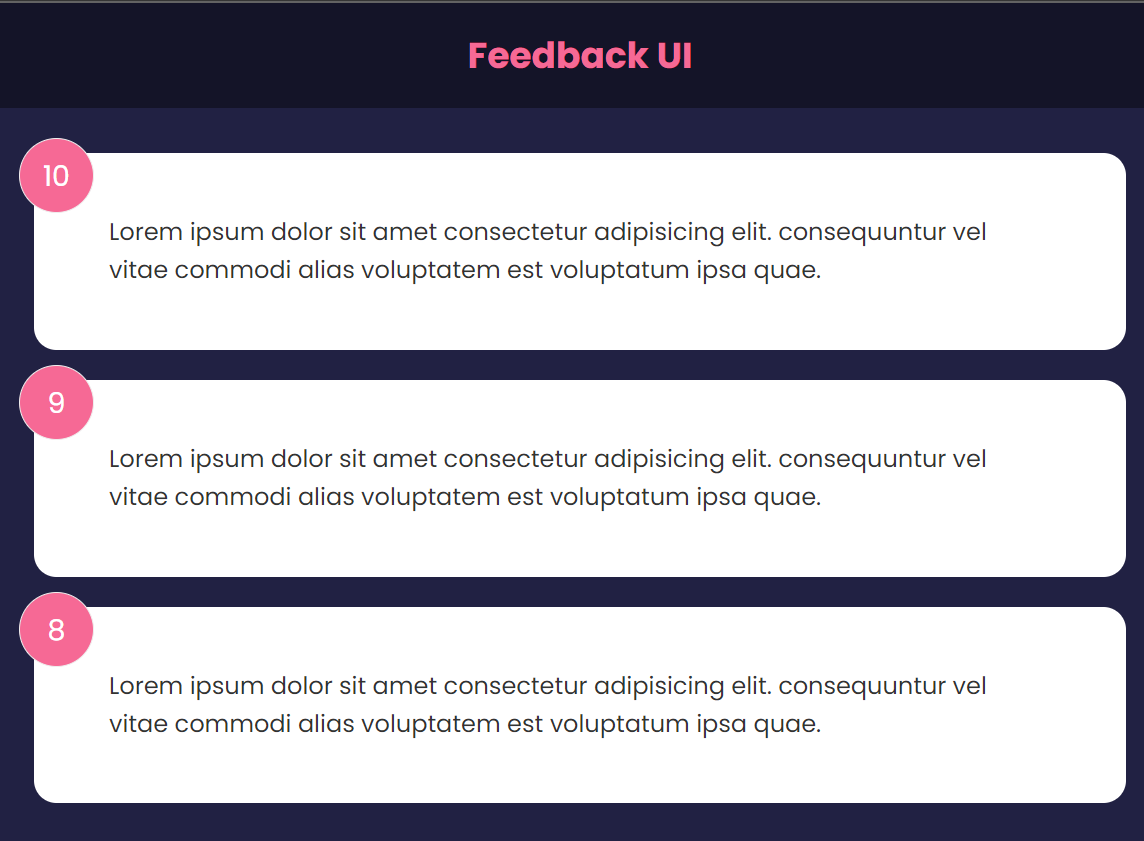 Feedback UI
10
Lorem ipsum dolor sit amet consectetur adipisicing elit. consequuntur vel
vitae commodi alias voluptatem est voluptatum ipsa quae.
9
Lorem ipsum dolor sit amet consectetur adipisicing elit. consequuntur vel
vitae commodi alias voluptatem est voluptatum ipsa quae.
8
Lorem ipsum dolor sit amet consectetur adipisicing elit. consequuntur vel
vitae commodi alias voluptatem est voluptatum ipsa quae.